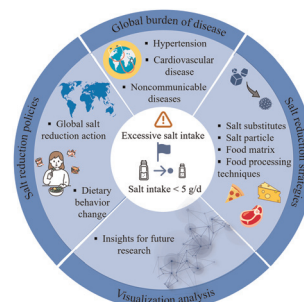 Global burden of disease
Hypertension
Cardiovascular
disease
Noncommunicable
diseases
Salt reduction policies
Global salt
reduction action
Dietary
behavior
change
Excessive salt intake
Salt intake < 5 g/d
Salt reduction strategies
Salt substitutes
Salt particle
Food matrix
Food processing
techniques
Insights for future
research
Visualization analysis